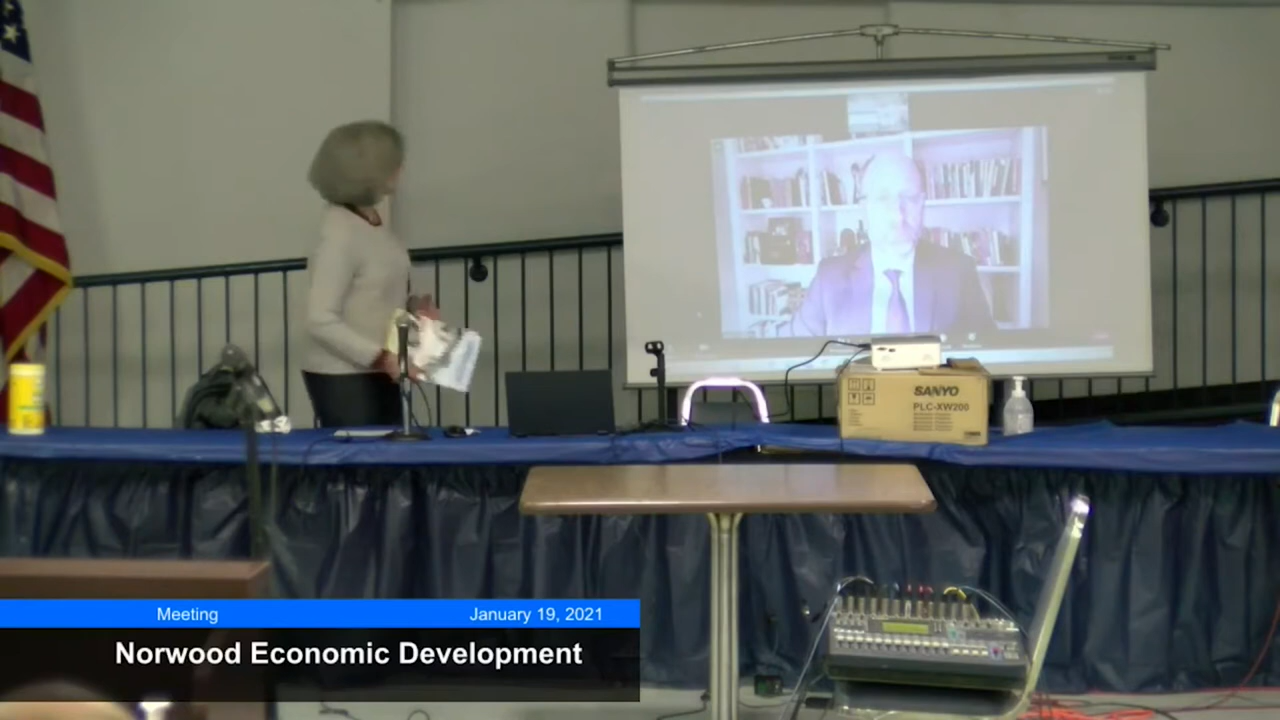 SANYO
PLC-XW200
Meeting
January 19, 2021
Norwood Economic Development